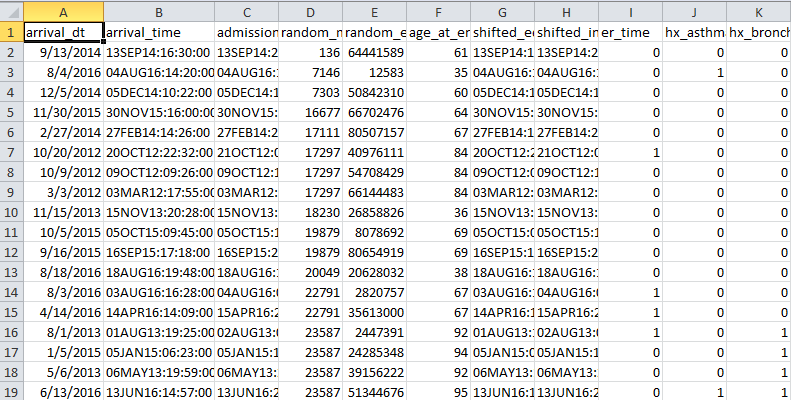 A B C D E F G H I J K
1 arrival_dt arrival_time admission random_n random_e age_at_er shifted_ed shifted_in er_time hx_asthma hx_bronch
2 9/13/2014 13SEP14:16:30:00 13SEP14:2 136 64441589 61 13SEP14:1 13SEP14:2 0 0 0
3 8/4/2016 04AUG16:14:20:00 04AUG16: 7146 12583 35 04AUG16: 04AUG16: 0 1 0
4 12/5/2014 05DEC14:10:22:00 05DEC14:1 7303 50842310 60 05DEC14:1 05DEC14:1 0 0 0
5 11/30/2015 30NOV15:16:00:00 30NOV15: 16677 66702476 64 30NOV15: 30NOV15: 0 0 0
6 2/27/2014 27FEB14:14:26:00 27FEB14:2 17111 80507157 67 27FEB14:1 27FEB14:2 0 0 0
7 10/20/2012 20OCT12:22:32:00 21OCT12:0 17297 40976111 84 20OCT12:2 21OCT12:0 1 0 0
8 10/9/2012 09OCT12:09:26:00 09OCT12:1 17297 54708429 84 09OCT12:0 09OCT12:1 0 0 0
9 3/3/2012 03MAR12:17:55:00 03MAR12: 17297 66144483 84 03MAR12: 03MAR12: 0 0 0
10 11/15/2013 15NOV13:20:28:00 15NOV13: 18230 26858826 36 15NOV13: 15NOV13: 0 0 0
11 10/5/2015 05OCT15:09:45:00 05OCT15:1 19879 8078692 69 05OCT15:0 05OCT15:1 0 0 0
12 9/16/2015 16SEP15:17:18:00 16SEP15:2 19879 80654919 69 16SEP15:1 16SEP15:2 0 0 0
13 8/18/2016 18AUG16:19:48:00 18AUG16: 20049 20628032 38 18AUG16: 18AUG16: 0 0 0
14 8/3/2016 03AUG16:16:28:00 04AUG16:0 22791 2820757 67 03AUG16: 04AUG16:0 1 0 0
15 4/14/2016 14APR16:14:09:00 15APR16:2 22791 35613000 67 14APR16:1 15APR16:2 1 0 0
16 8/1/2013 01AUG13:19:25:00 02AUG13:0 23587 2447391 92 01AUG13: 02AUG13:0 1 0 1
17 1/5/2015 05JAN15:06:23:00 05JAN15:1 23587 24285348 94 05JAN15:0 05JAN15:1 0 0 1
18 5/6/2013 06MAY13:19:59:00 06MAY13: 23587 39156222 92 06MAY13: 06MAY13: 0 0 1
19 6/13/2016 13JUN16:14:57:00 13JUN16:2 23587 51344676 95 13JUN16:1 13JUN16:2 0 1 1